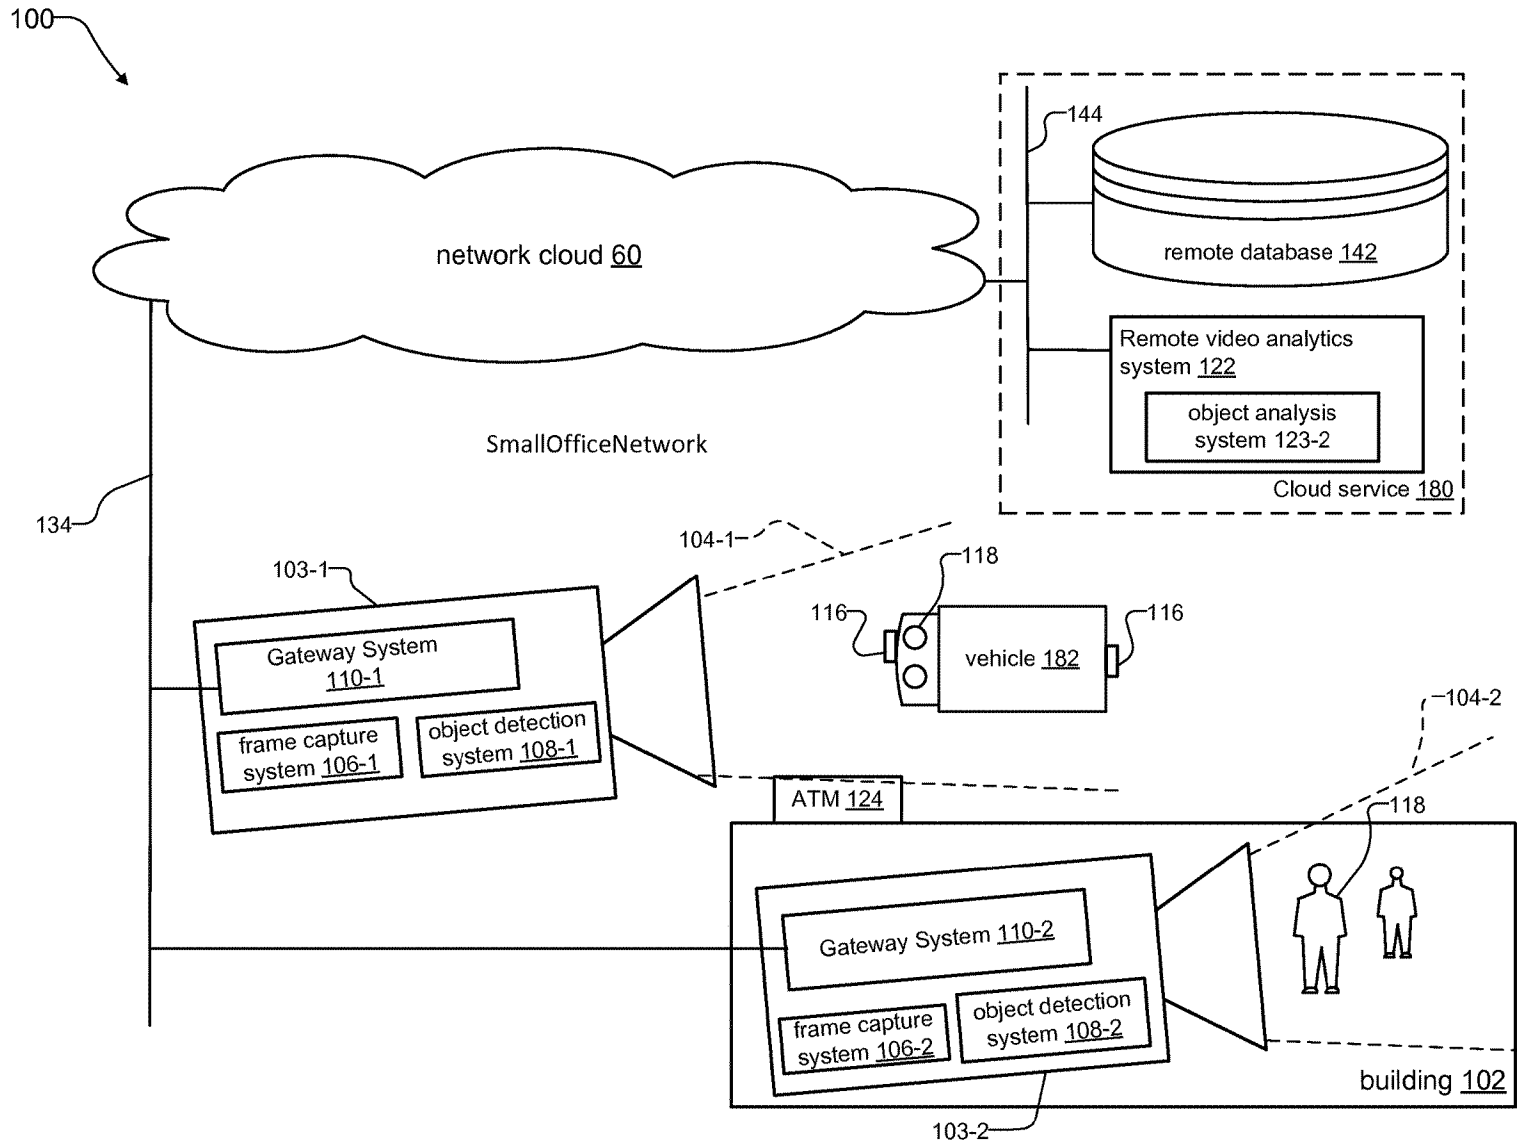 100
144
network cloud 60
remote database 142
Remote video analytics
system 122
object analysis
system 123-2
Cloud service 180
SmallOfficeNetwork
134
104-1
103-1
118
116
116
vehicle 182
Gateway System
110-1
frame capture
system 106-1
object detection
system 108-1
104-2
ATM 124
118
Gateway System 110-2
frame capture
system 106-2
object detection
system 108-2
building 102
103-2